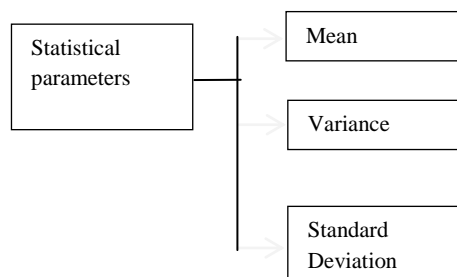 Statistical
parameters
Mean
Variance
Standard
Deviation